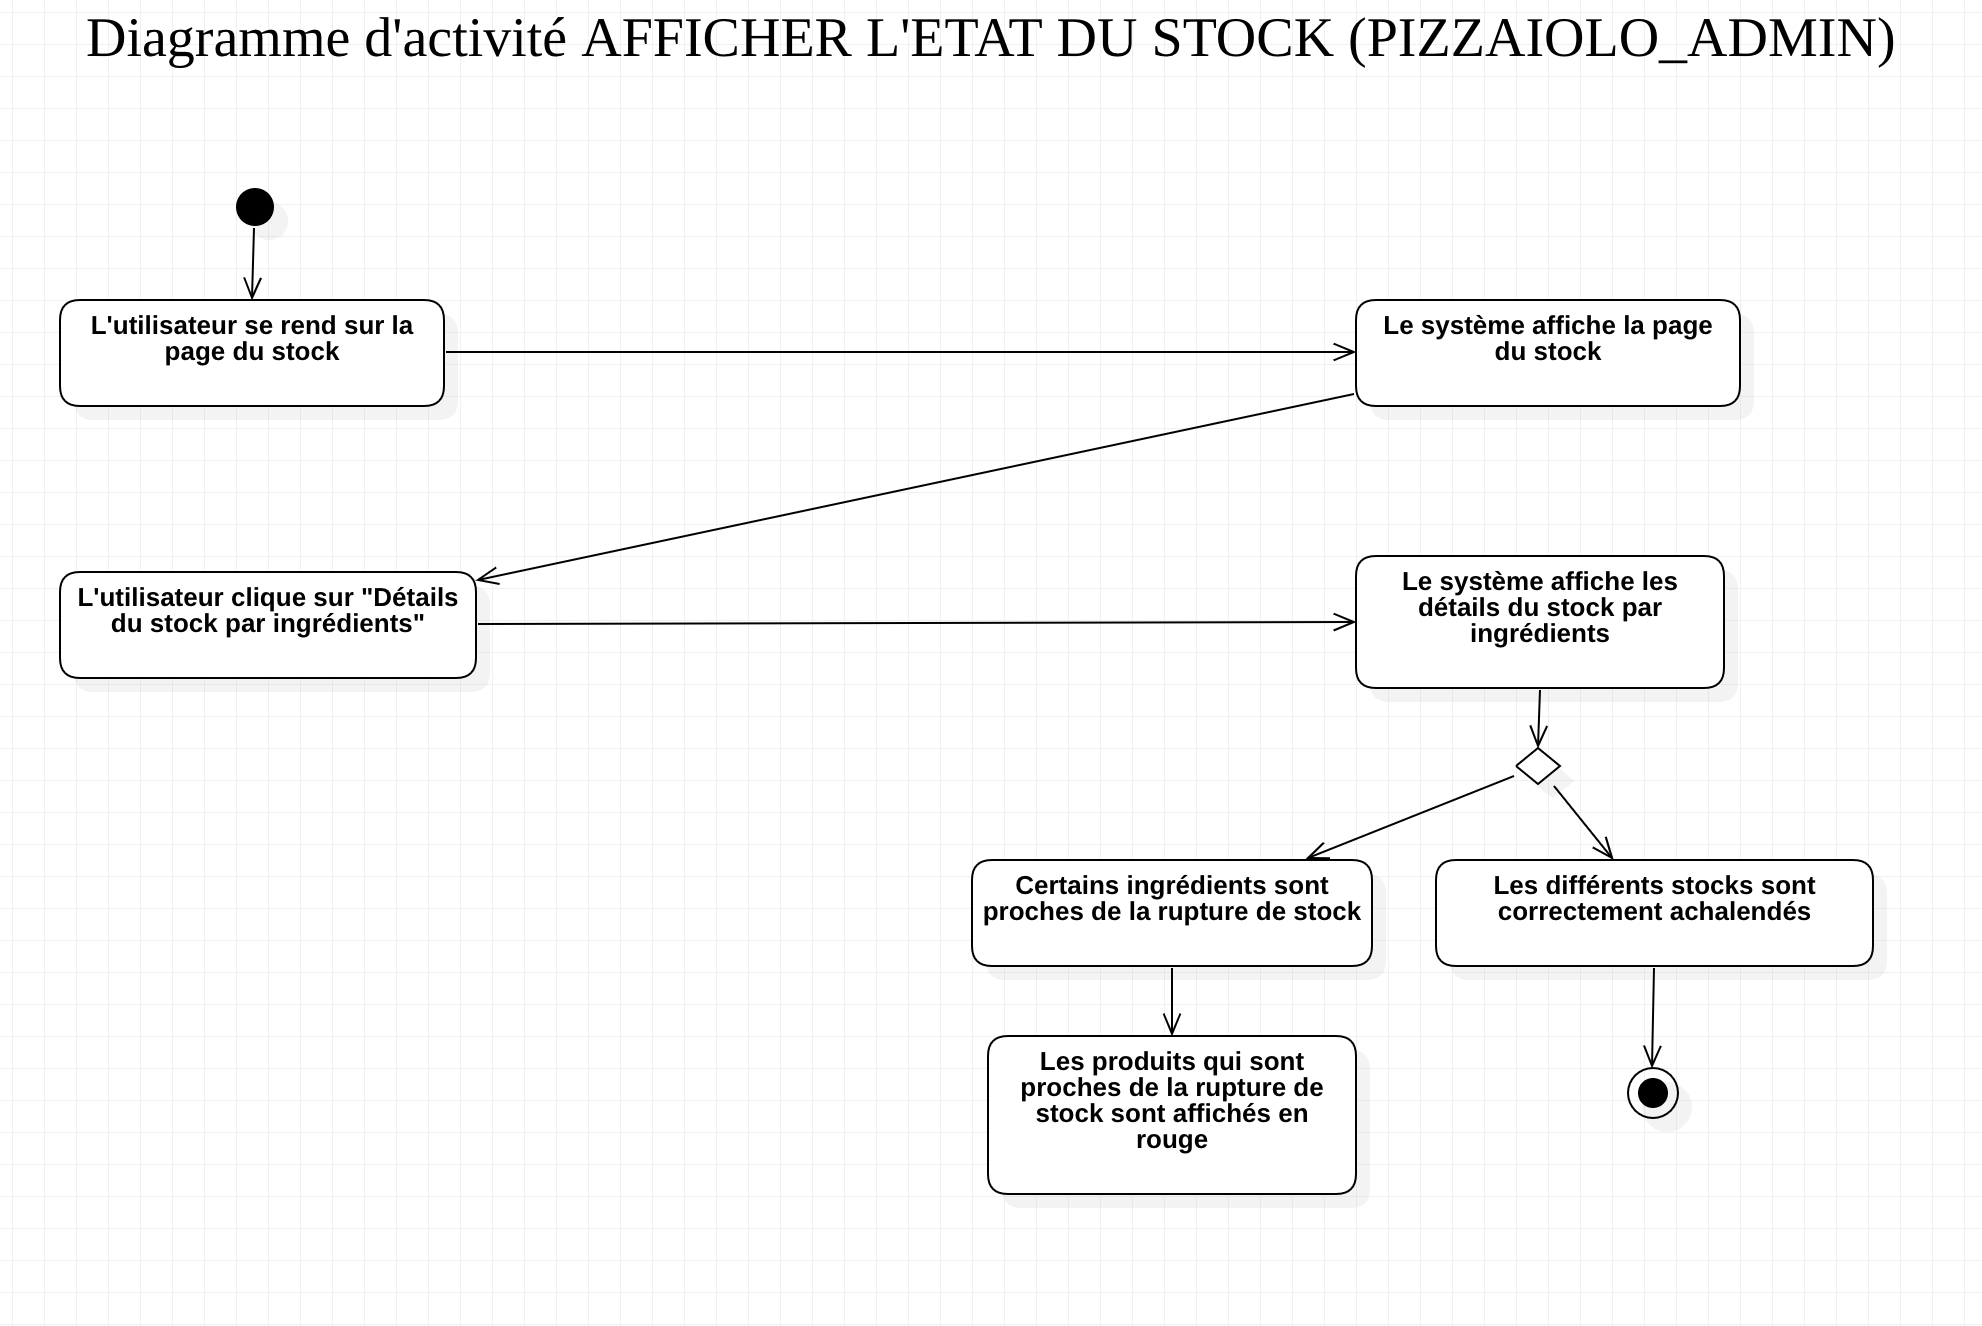 Diagramme d'activité AFFICHER L'ETAT DU STOCK (PIZZAIOLO_ADMIN)
L'utilisateur se rend sur la
page du stock
Le système affiche la page
du stock
L'utilisateur clique sur "Détails
du stock par ingrédients"
Le système affiche les
détails du stock par
ingrédients
Certains ingrédients sont
proches de la rupture de stock
Les différents stocks sont
correctement achalendés
Les produits qui sont
proches de la rupture de
stock sont affichés en
rouge